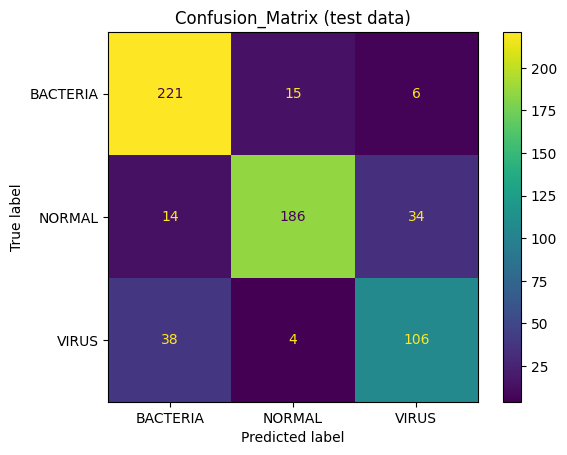 Confusion_Matrix (test data)
BACTERIA 221 15 6
NORMAL 14 186 34
VIRUS 38 4 106
BACTERIA NORMAL VIRUS
Predicted label
True label
200
175
150
125
100
75
50
25